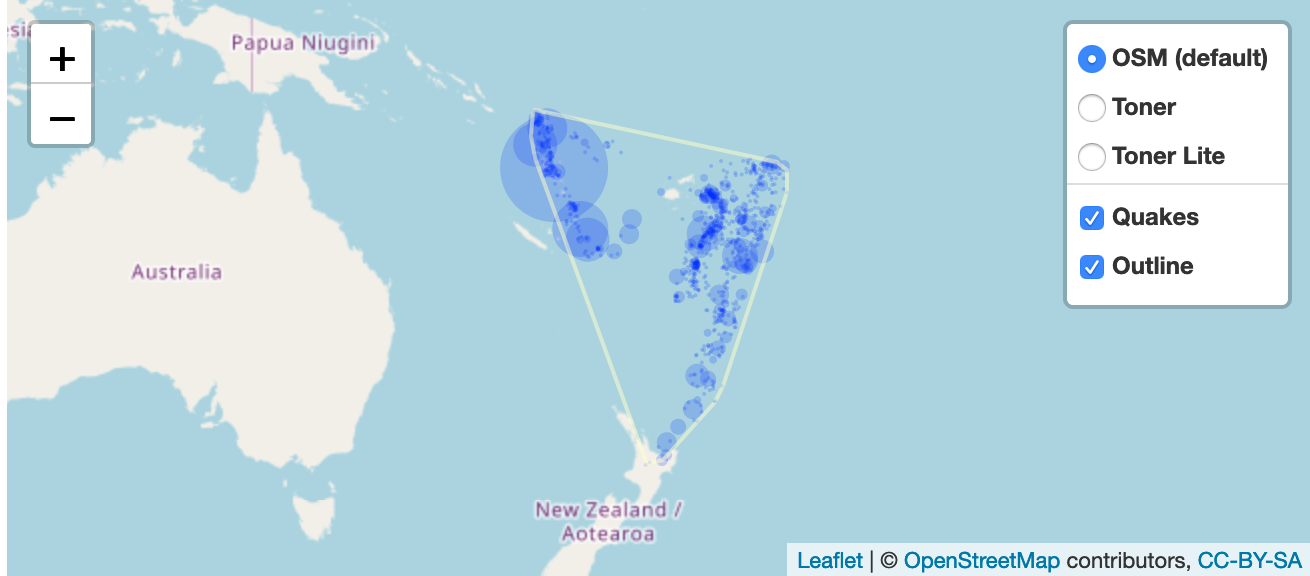 Papua Niugini
+
−
Australia
New Zealand /
Aotearoa
OSM (default)
Toner
Toner Lite
Quakes
Outline
Leaflet | © OpenStreetMap contributors, CC-BY-SA